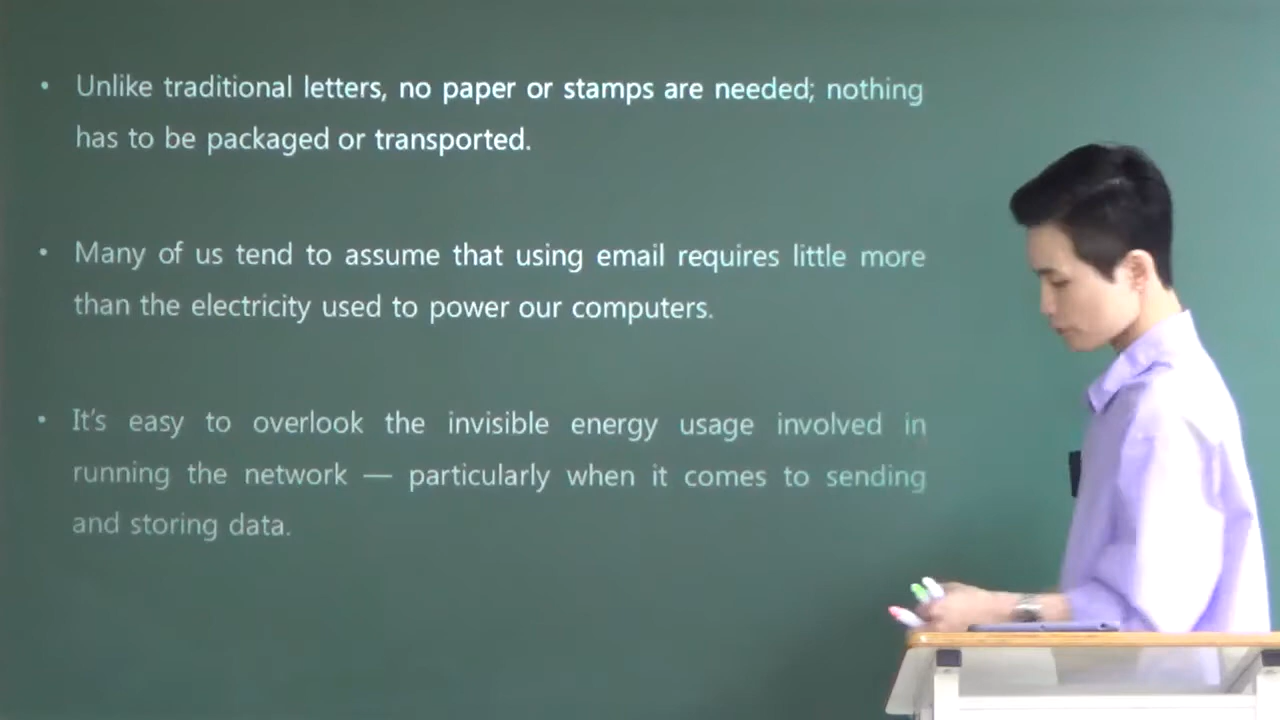 • Unlike traditional letters, no paper or stamps are needed; nothing
has to be packaged or transported.
• Many of us tend to assume that using email requires little more
than the electricity used to power our computers.
• It's easy to overlook the invisible energy usage involved in
running the network — particularly when it comes to sending
and storing data.